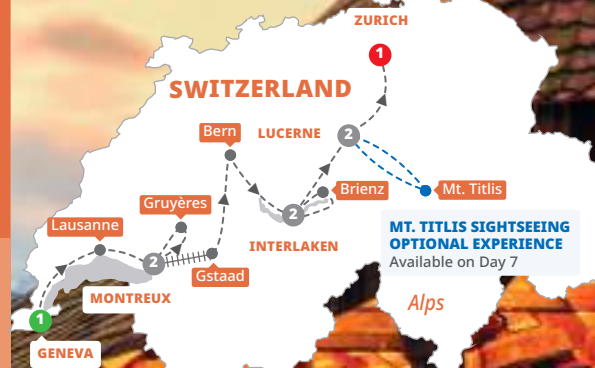 ZURICH
1
SWITZERLAND
Bern
LUCERNE
2
Gruyères
Brienz
Mt. Titlis
Lausanne
2
INTERLAKEN
MT. TITLIS SIGHTSEEING
OPTIONAL EXPERIENCE
Available on Day 7
2
Gstaad
MONTREUX
Alps
1
GENEVA